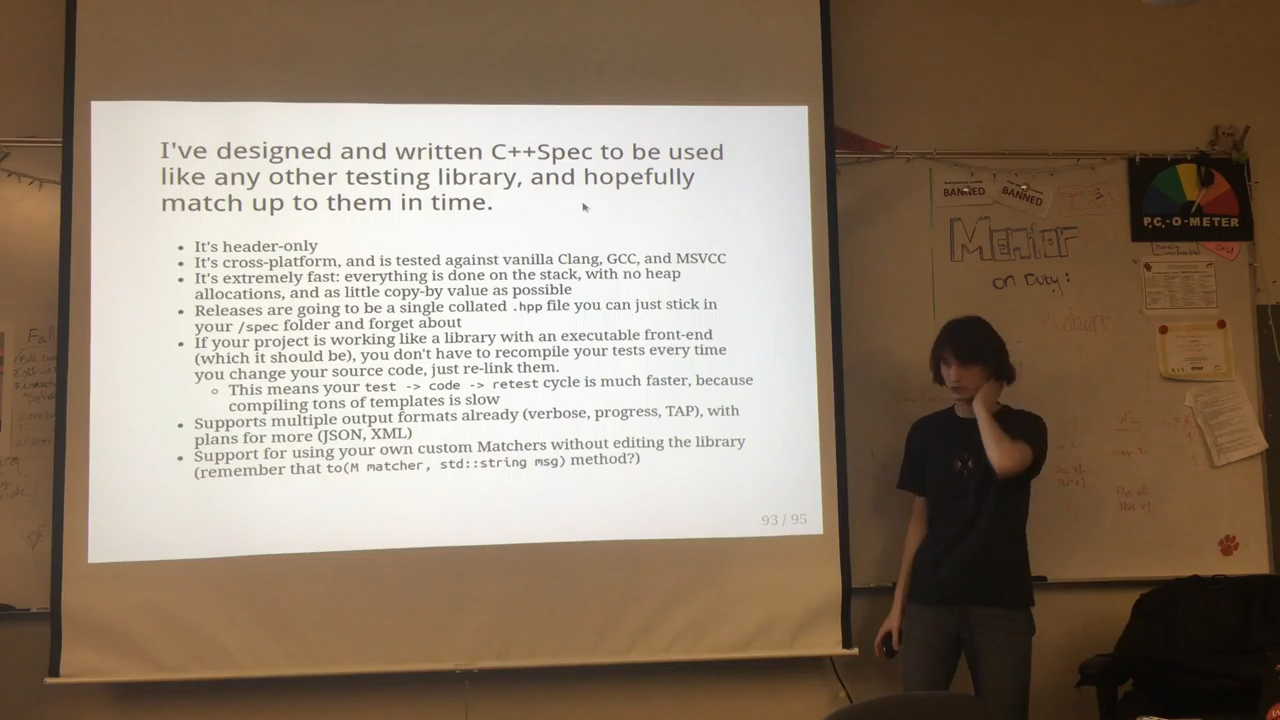 I've designed and written C++Spec to be used
like any other testing library, and hopefully
match up to them in time.
• It's header-only
• It's cross-platform, and is tested against vanilla Clang, GCC, and MSVCC
• It's extremely fast: everything is done on the stack, with no heap
allocations, and as little copy-by value as possible
• Releases are going to be a single collated .hpp file you can just stick in
your /spec folder and forget about
• If your project is working like a library with an executable front-end
(which it should be), you don't have to recompile your tests every time
you change your source code, just re-link them.
◦ This means your test -> code -> retest cycle is much faster, because
compiling tons of templates is slow
• Supports multiple output formats already (verbose, progress, TAP), with
plans for more (JSON, XML)
• Support for using your own custom Matchers without editing the library
(remember that to(M matcher, std::string msg) method?)
93 / 95
BANNED
BANNED
P.C.-O-METER
Mentor
on Duty:
Robert
Fall